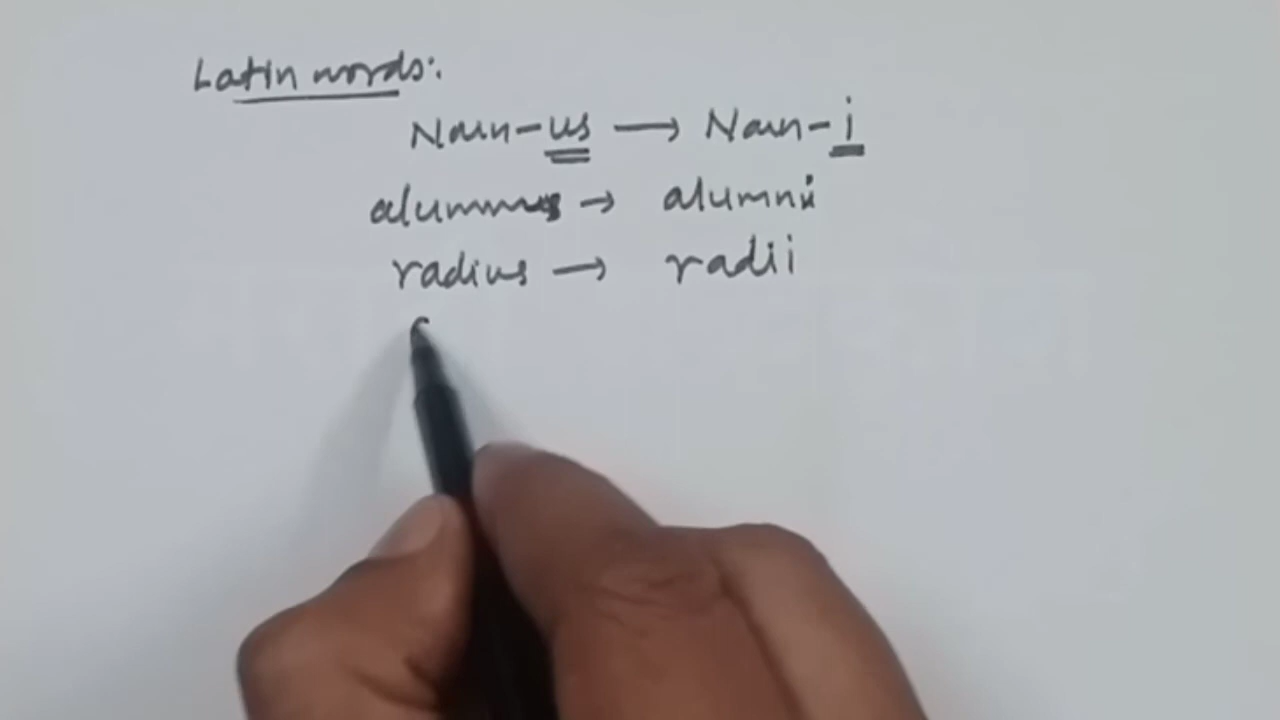 Latin words:
Noun-us → Noun-i
alumnus → alumni
radius → radii